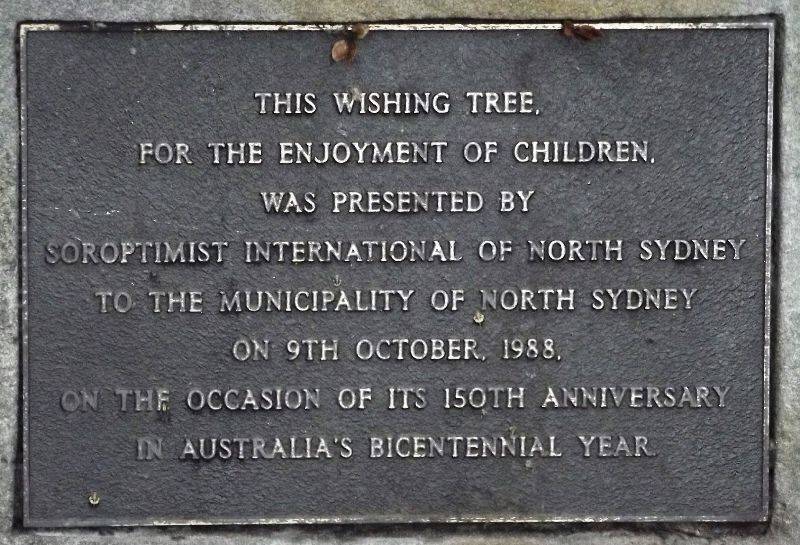 THIS WISHING TREE,
FOR THE ENJOYMENT OF CHILDREN,
WAS PRESENTED BY
SOROPTIMIST INTERNATIONAL OF NORTH SYDNEY
TO THE MUNICIPALITY OF NORTH SYDNEY
ON 9TH OCTOBER, 1988,
ON THE OCCASION OF ITS 150TH ANNIVERSARY
IN AUSTRALIA'S BICENTENNIAL YEAR.